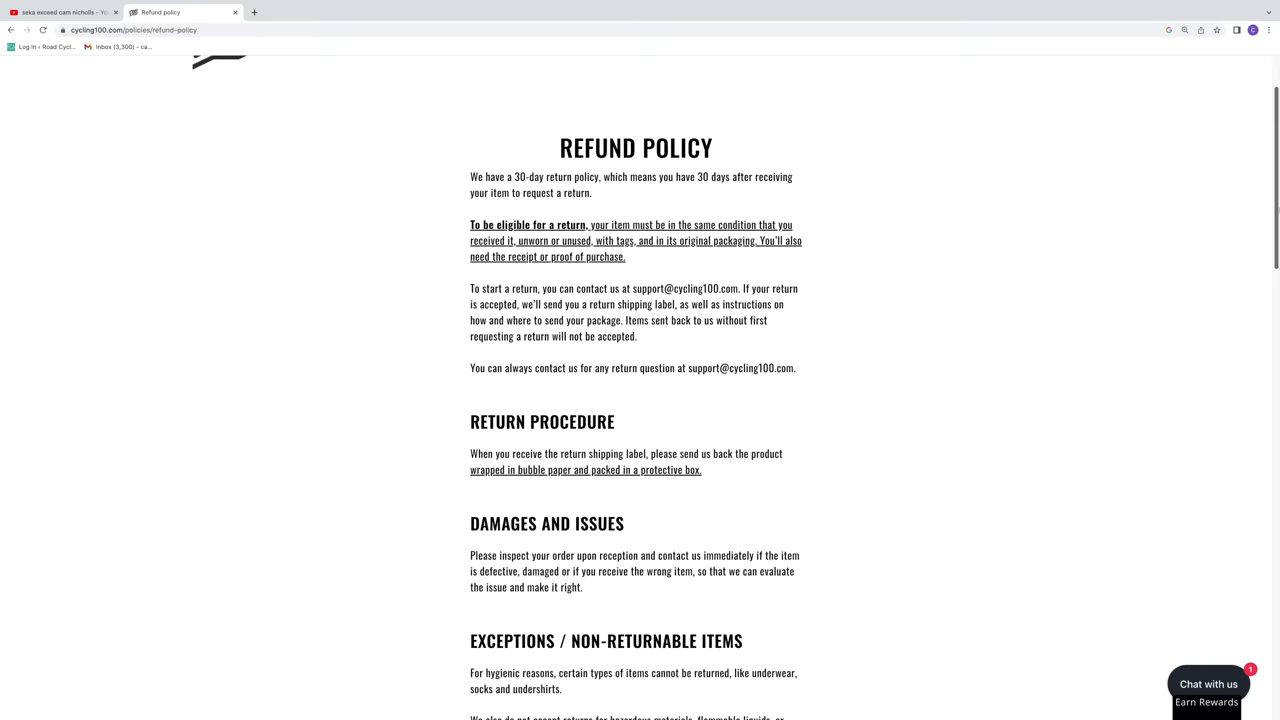 seka exceed cam nicholls - Yo
Refund policy
cycling100.com/policies/refund-policy
Log In ‹ Road Cycl...
Inbox (3,300) - ca...
REFUND POLICY
We have a 30-day return policy, which means you have 30 days after receiving
your item to request a return.
To be eligible for a return, your item must be in the same condition that you
received it, unworn or unused, with tags, and in its original packaging. You'll also
need the receipt or proof of purchase.
To start a return, you can contact us at support@cycling100.com. If your return
is accepted, we'll send you a return shipping label, as well as instructions on
how and where to send your package. Items sent back to us without first
requesting a return will not be accepted.
You can always contact us for any return question at support@cycling100.com.
RETURN PROCEDURE
When you receive the return shipping label, please send us back the product
wrapped in bubble paper and packed in a protective box.
DAMAGES AND ISSUES
Please inspect your order upon reception and contact us immediately if the item
is defective, damaged or if you receive the wrong item, so that we can evaluate
the issue and make it right.
EXCEPTIONS / NON-RETURNABLE ITEMS
For hygienic reasons, certain types of items cannot be returned, like underwear,
socks and undershirts.
We also do not accept returns for hazardous materials, flammable liquids, or
1
Chat with us
Earn Rewards